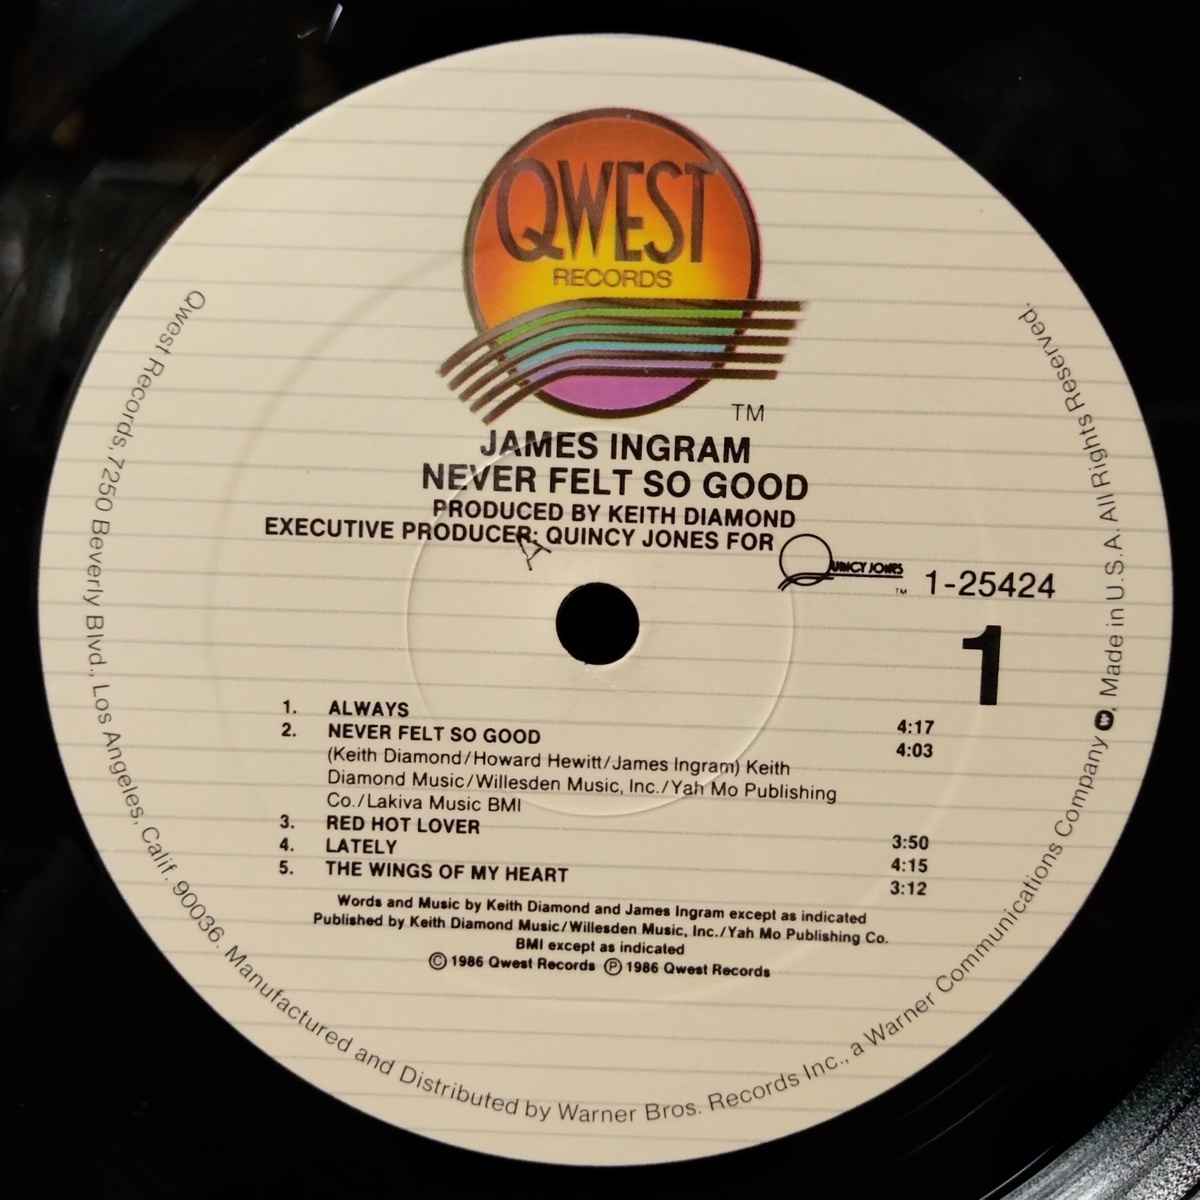 QWEST
RECORDS
TM
JAMES INGRAM
NEVER FELT SO GOOD
PRODUCED BY KEITH DIAMOND
EXECUTIVE PRODUCER: QUINCY JONES FOR QUINCY JONES
TM
A
1-25424
1
1. ALWAYS 4:17
2. NEVER FELT SO GOOD 4:03
(Keith Diamond/Howard Hewitt/James Ingram) Keith
Diamond Music/Willesden Music, Inc./Yah Mo Publishing
Co./Lakiva Music BMI
3. RED HOT LOVER 3:50
4. LATELY 4:15
5. THE WINGS OF MY HEART 3:12
Words and Music by Keith Diamond and James Ingram except as indicated
Published by Keith Diamond Music/Willesden Music, Inc./Yah Mo Publishing Co.
BMI except as indicated
Ⓒ 1986 Qwest Records Ⓟ 1986 Qwest Records
Qwest Records, 7250 Beverly Blvd., Los Angeles, Calif. 90036. Manufactured and Distributed by Warner Bros. Records Inc., a Warner Communications Company W, Made in U.S.A. All Rights Reserved.